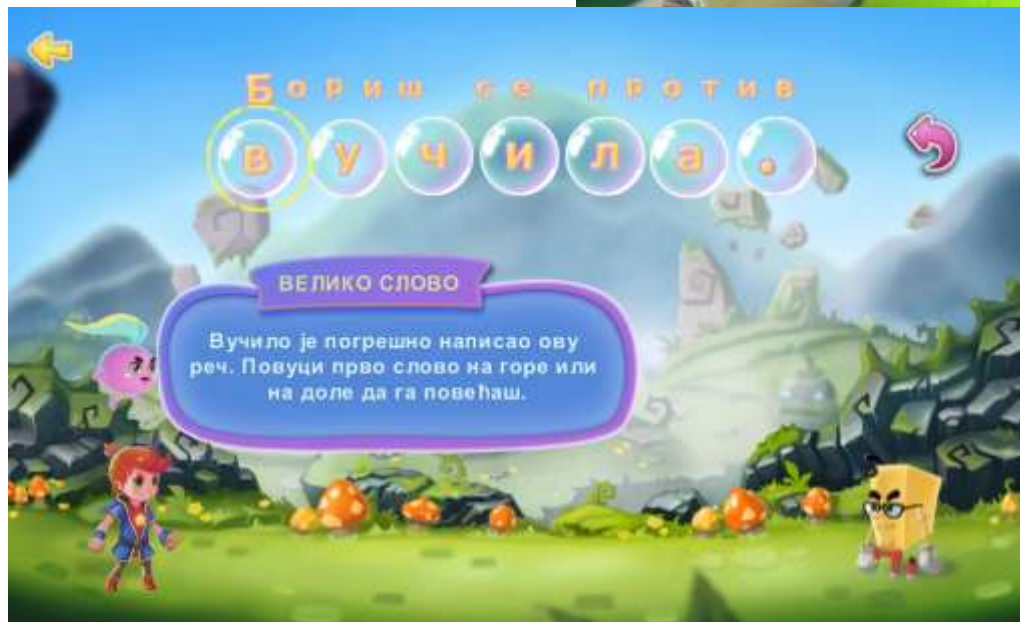 Бориш се против
вучила.
ВЕЛИКО СЛОВО
Вучило је погрешно написао ову
реч. Повуци прво слово на горе или
на доле да га повећаш.